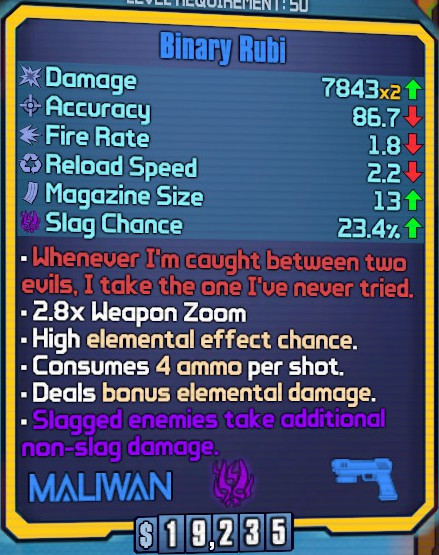 LEVEL REQUIREMENT: 50
Binary Rubi
Damage 7843x2
Accuracy 86.7
Fire Rate 1.8
Reload Speed 2.2
Magazine Size 13
Slag Chance 23.4%
• Whenever I'm caught between two
evils, I take the one I've never tried.
• 2.8x Weapon Zoom
• High elemental effect chance.
• Consumes 4 ammo per shot.
• Deals bonus elemental damage.
• Slagged enemies take additional
non-slag damage.
MALIWAN
$ 19,235